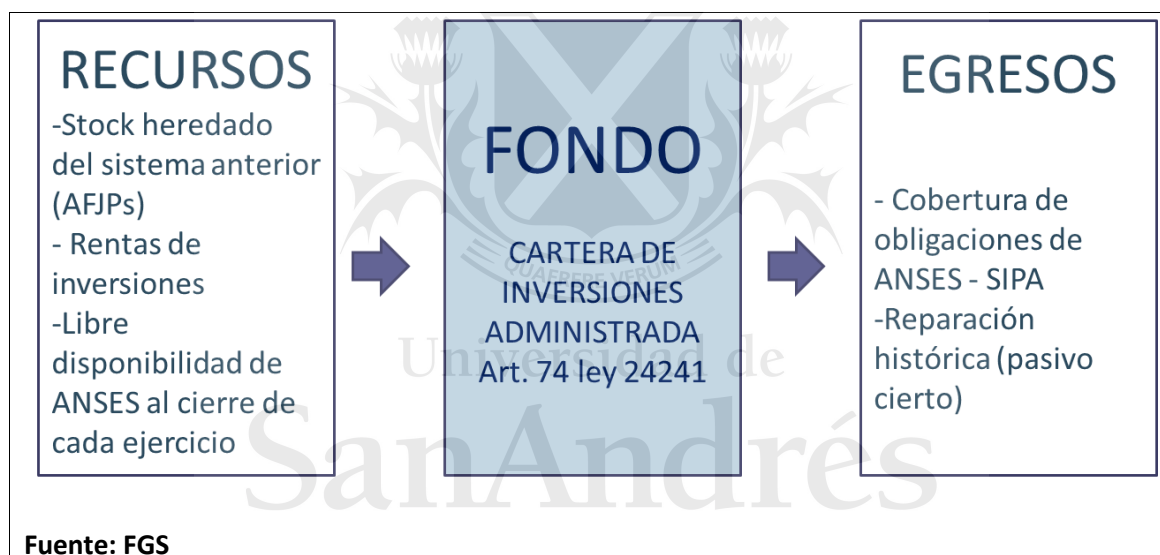 RECURSOS
-Stock heredado
del sistema anterior
(AFJPs)
- Rentas de
inversiones
-Libre
disponibilidad de
ANSES al cierre de
cada ejercicio
FONDO
CARTERA DE
INVERSIONES
ADMINISTRADA
Art. 74 ley 24241
EGRESOS
- Cobertura de
obligaciones de
ANSES - SIPA
-Reparación
histórica (pasivo
cierto)
QUAERERE VERUM
Universidad de
SanAndrés
Fuente: FGS